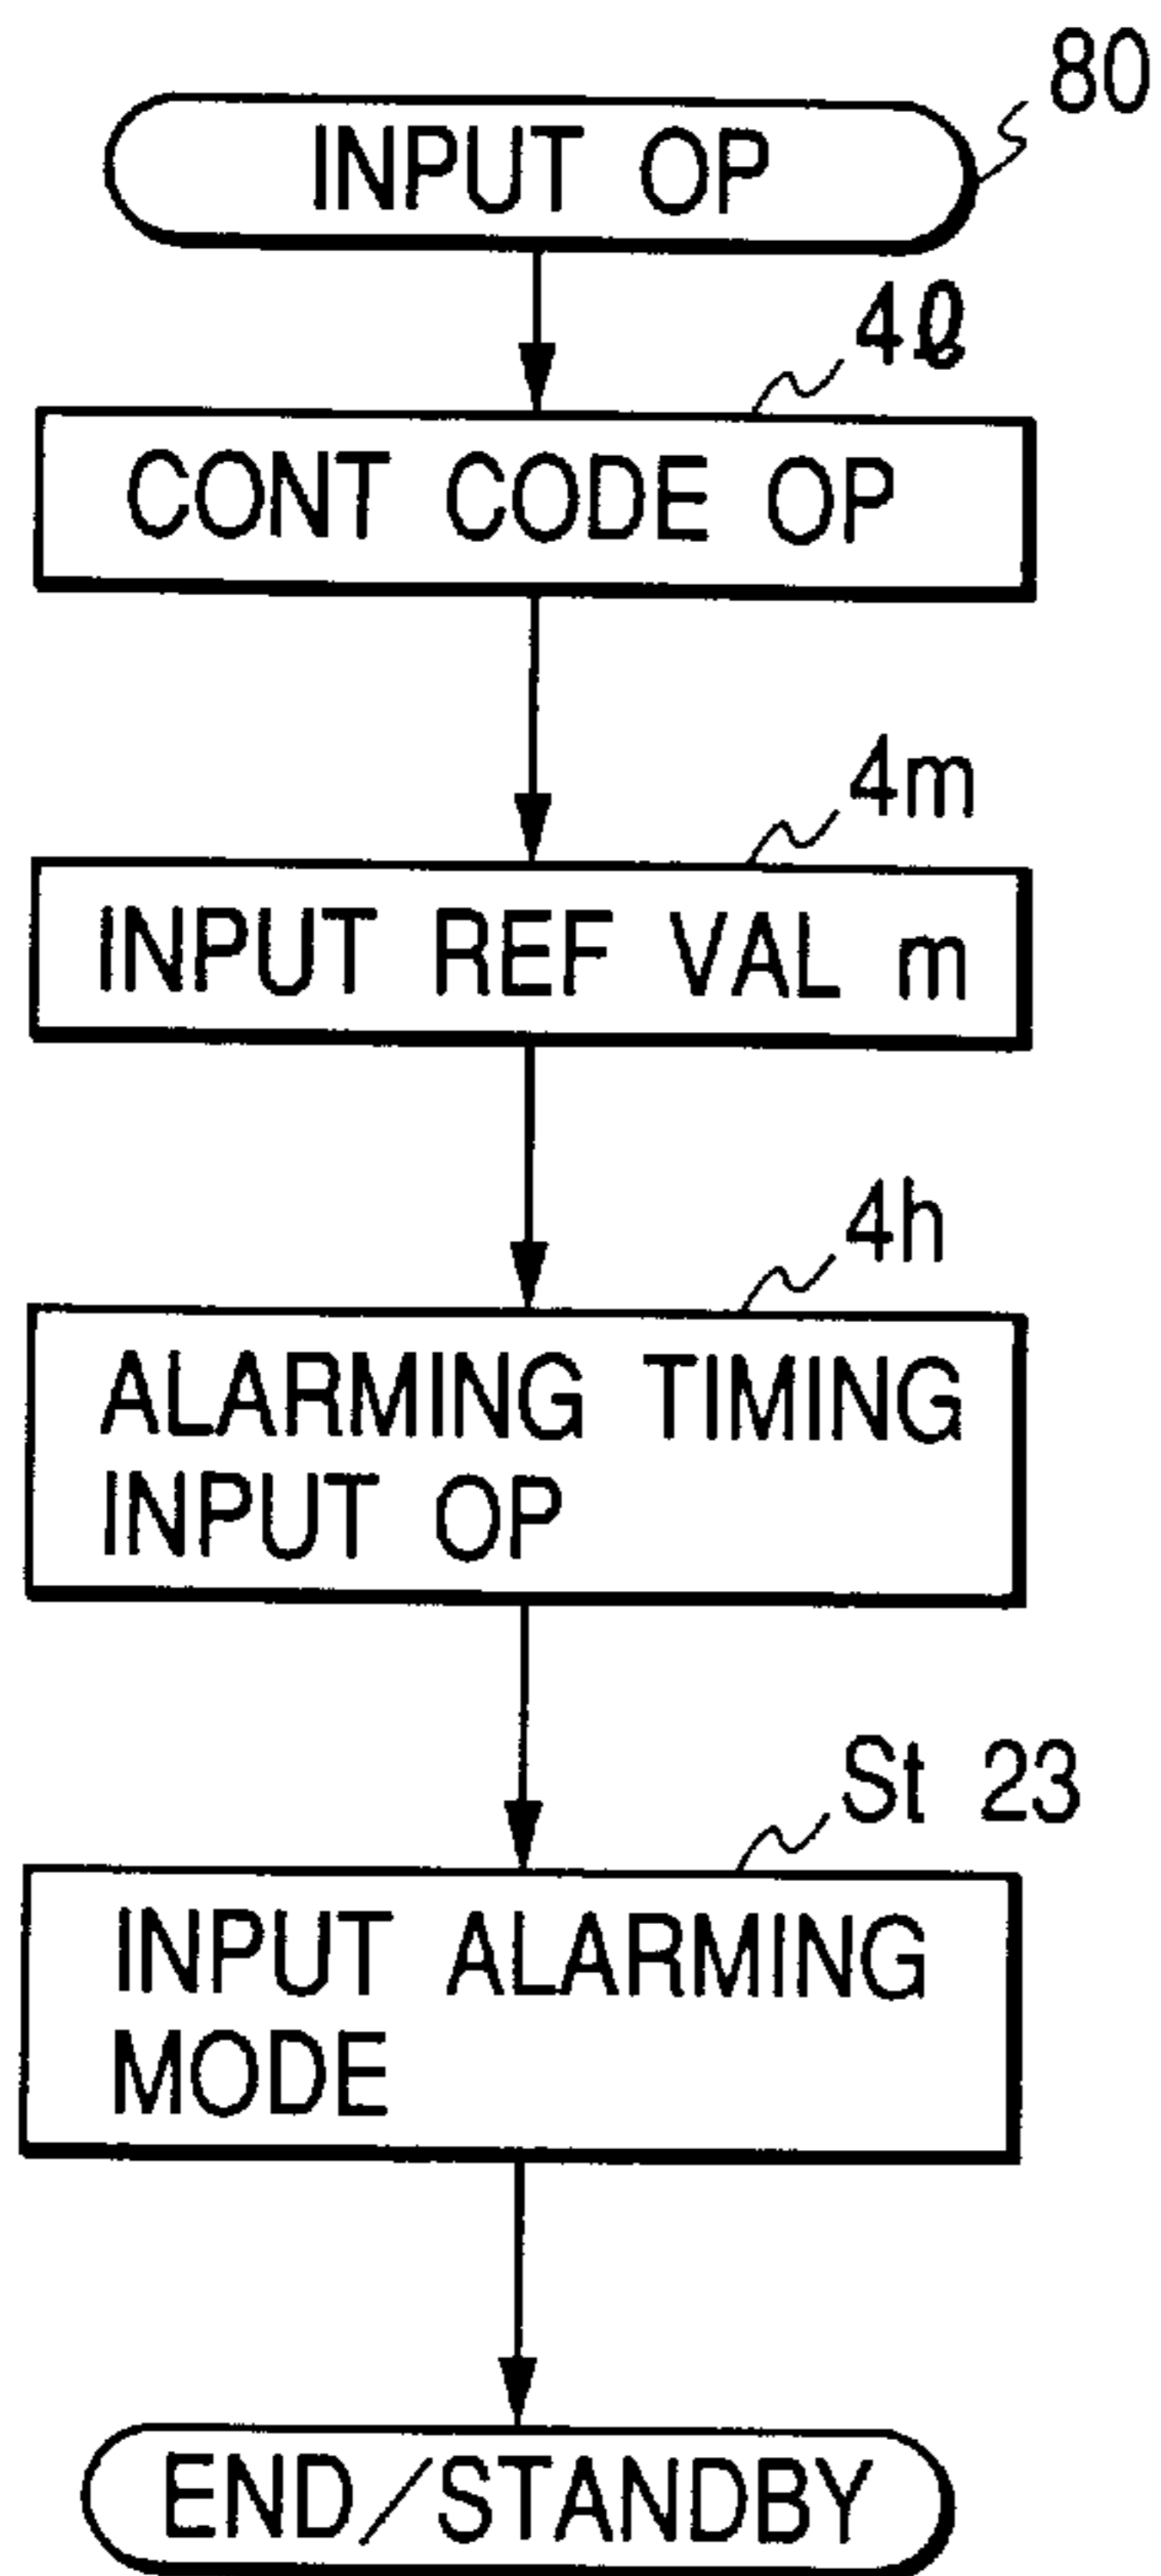 80
INPUT OP
4ℓ
CONT CODE OP
4m
INPUT REF VAL m
4h
ALARMING TIMING
INPUT OP
St 23
INPUT ALARMING
MODE
END/STANDBY